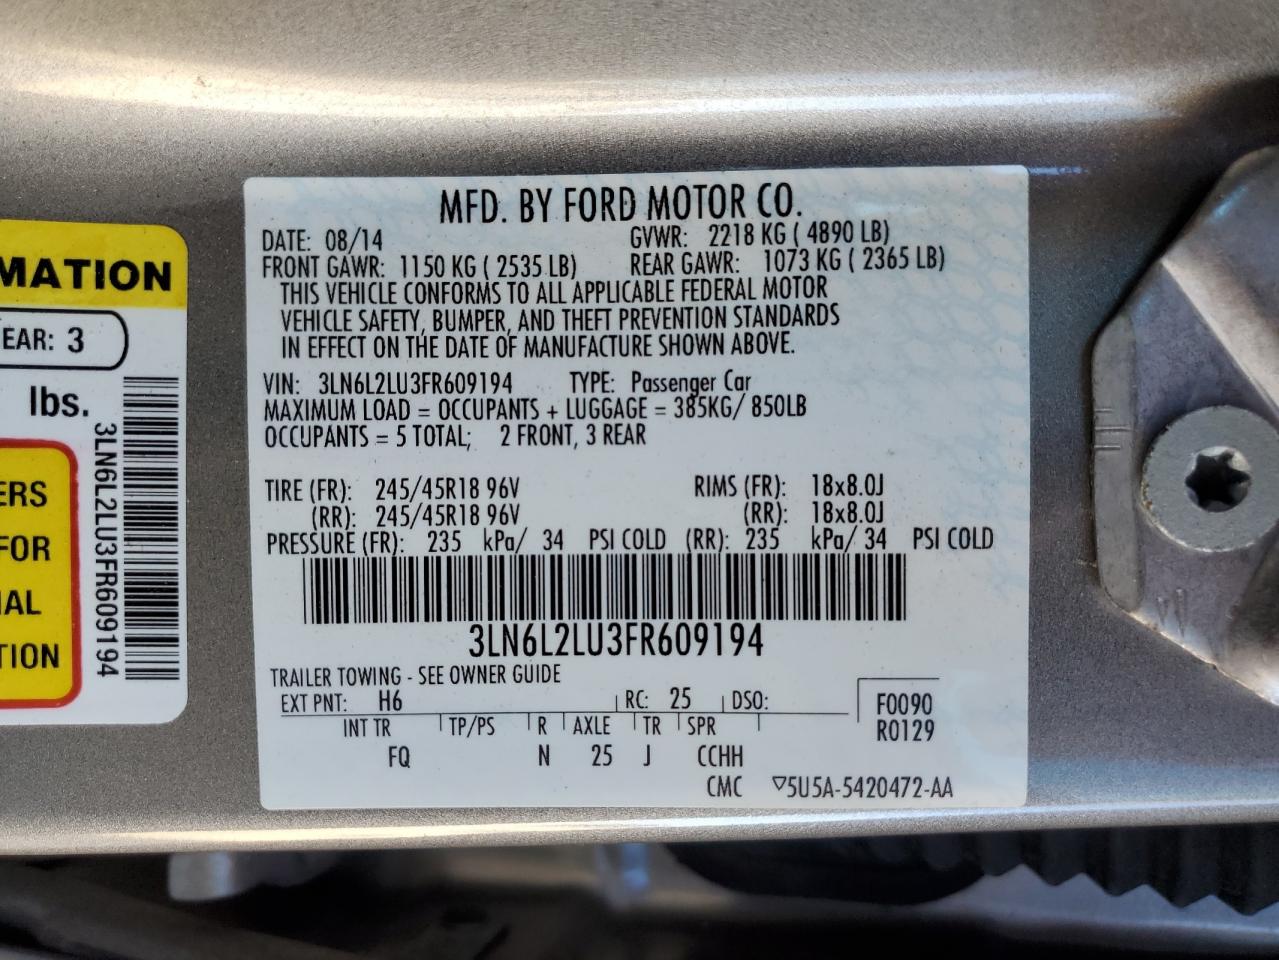 MFD. BY FORD MOTOR CO.
DATE: 08/14 GVWR: 2218 KG ( 4890 LB)
FRONT GAWR: 1150 KG ( 2535 LB) REAR GAWR: 1073 KG ( 2365 LB)
THIS VEHICLE CONFORMS TO ALL APPLICABLE FEDERAL MOTOR
VEHICLE SAFETY, BUMPER, AND THEFT PREVENTION STANDARDS
IN EFFECT ON THE DATE OF MANUFACTURE SHOWN ABOVE.
VIN: 3LN6L2LU3FR609194 TYPE: Passenger Car
MAXIMUM LOAD = OCCUPANTS + LUGGAGE = 385KG/ 850LB
OCCUPANTS = 5 TOTAL; 2 FRONT, 3 REAR
TIRE (FR): 245/45R18 96V RIMS (FR): 18x8.0J
(RR): 245/45R18 96V (RR): 18x8.0J
PRESSURE (FR): 235 kPa/ 34 PSI COLD (RR): 235 kPa/ 34 PSI COLD
3LN6L2LU3FR609194
TRAILER TOWING - SEE OWNER GUIDE
EXT PNT: H6 RC: 25 DSO:
F0090
INT TR TP/PS R AXLE TR SPR
R0129
FQ N 25 J CCHH
CMC ▽5U5A-5420472-AA
MATION
EAR: 3
lbs.
3LN6L2LU3FR609194
ERS
FOR
IAL
TION